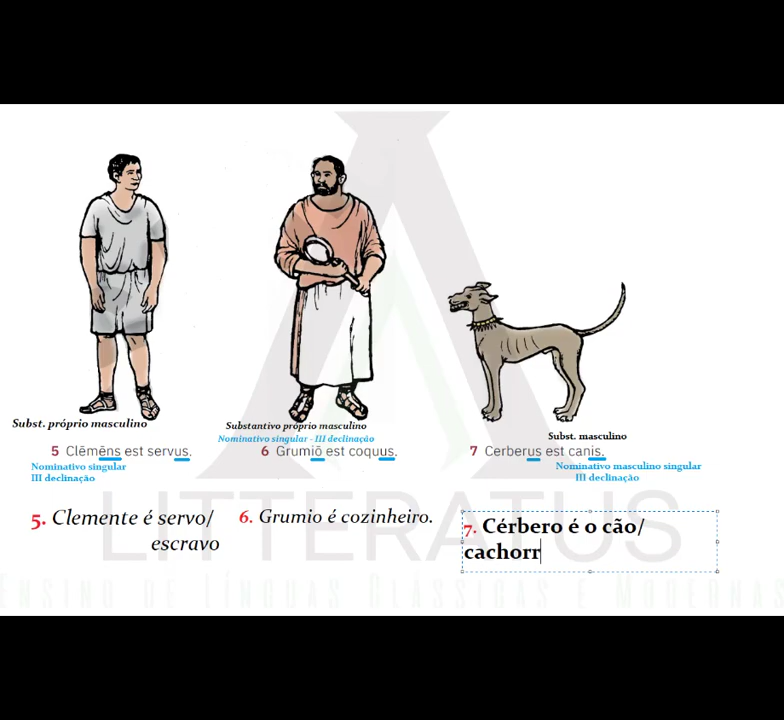 Subst. próprio masculino
5 Clēmēns est servus.
Nominativo singular
III declinação
Substantivo próprio masculino
Nominativo singular - III declinação
6 Grumiō est coquus.
Subst. masculino
7 Cerberus est canis.
Nominativo masculino singular
III declinação
5. Clemente é servo/
escravo
6. Grumio é cozinheiro.
7. Cérbero é o cão/
cachorr
LITTERATUS
Ensino de Línguas Clássicas e Modernas